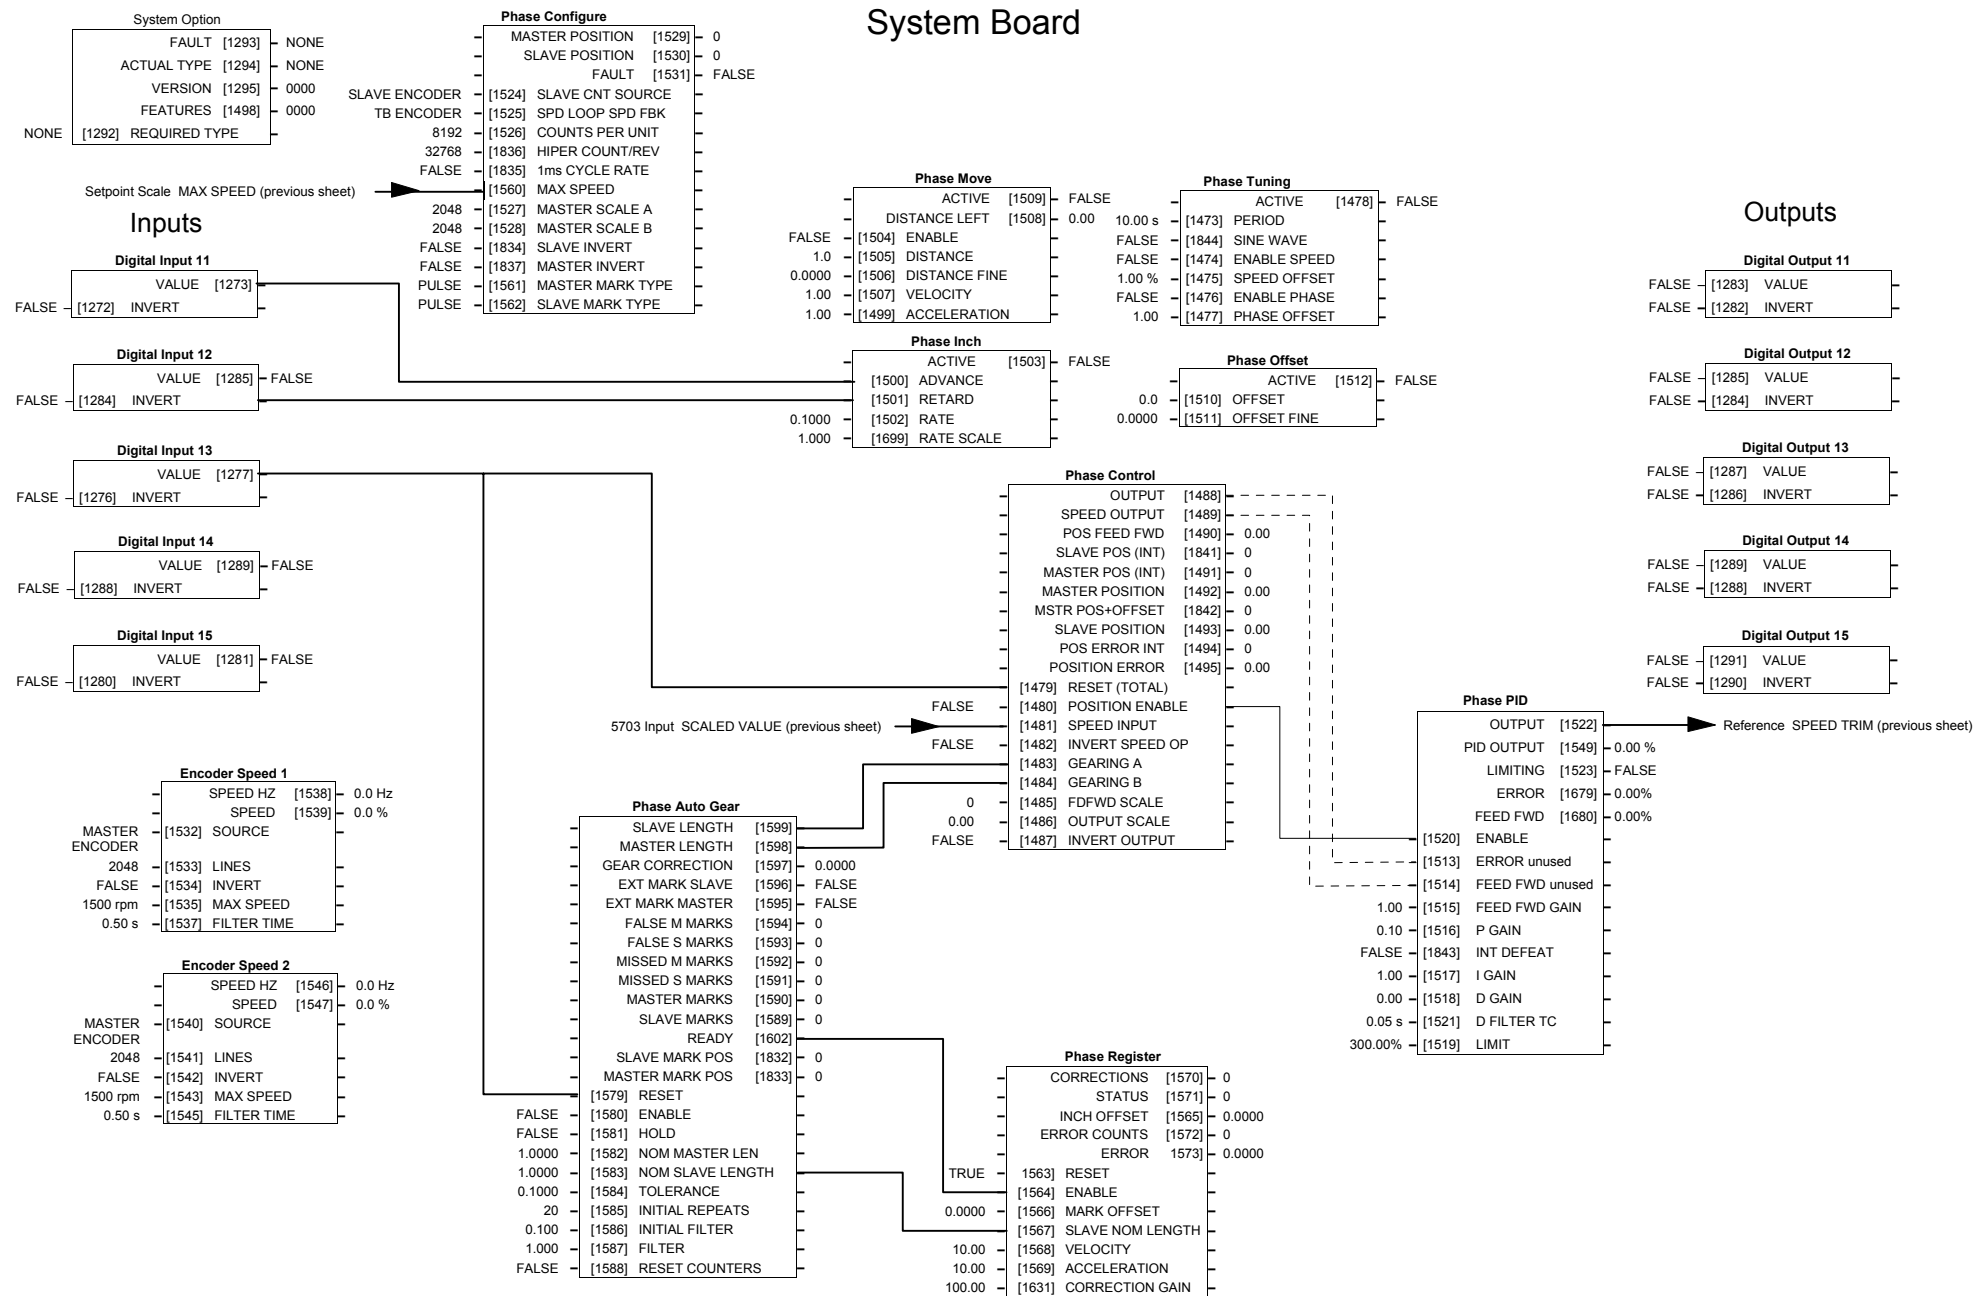 System Board
System Option
FAULT [1293] NONE
ACTUAL TYPE [1294] NONE
VERSION [1295] 0000
FEATURES [1498] 0000
NONE [1292] REQUIRED TYPE
Phase Configure
MASTER POSITION [1529] 0
SLAVE POSITION [1530] 0
FAULT [1531] FALSE
SLAVE ENCODER [1524] SLAVE CNT SOURCE
TB ENCODER [1525] SPD LOOP SPD FBK
8192 [1526] COUNTS PER UNIT
32768 [1836] HIPER COUNT/REV
FALSE [1835] 1ms CYCLE RATE
Setpoint Scale MAX SPEED (previous sheet) [1560] MAX SPEED
2048 [1527] MASTER SCALE A
2048 [1528] MASTER SCALE B
FALSE [1834] SLAVE INVERT
FALSE [1837] MASTER INVERT
PULSE [1561] MASTER MARK TYPE
PULSE [1562] SLAVE MARK TYPE
Inputs
Digital Input 11
VALUE [1273]
FALSE [1272] INVERT
Digital Input 12
VALUE [1285] FALSE
FALSE [1284] INVERT
Digital Input 13
VALUE [1277]
FALSE [1276] INVERT
Digital Input 14
VALUE [1289] FALSE
FALSE [1288] INVERT
Digital Input 15
VALUE [1281] FALSE
FALSE [1280] INVERT
Encoder Speed 1
SPEED HZ [1538] 0.0 Hz
SPEED [1539] 0.0 %
MASTER ENCODER [1532] SOURCE
2048 [1533] LINES
FALSE [1534] INVERT
1500 rpm [1535] MAX SPEED
0.50 s [1537] FILTER TIME
Encoder Speed 2
SPEED HZ [1546] 0.0 Hz
SPEED [1547] 0.0 %
MASTER ENCODER [1540] SOURCE
2048 [1541] LINES
FALSE [1542] INVERT
1500 rpm [1543] MAX SPEED
0.50 s [1545] FILTER TIME
Phase Move
ACTIVE [1509] FALSE
DISTANCE LEFT [1508] 0.00
FALSE [1504] ENABLE
1.0 [1505] DISTANCE
0.0000 [1506] DISTANCE FINE
1.00 [1507] VELOCITY
1.00 [1499] ACCELERATION
Phase Tuning
ACTIVE [1478] FALSE
10.00 s [1473] PERIOD
FALSE [1844] SINE WAVE
FALSE [1474] ENABLE SPEED
1.00 % [1475] SPEED OFFSET
FALSE [1476] ENABLE PHASE
1.00 [1477] PHASE OFFSET
Phase Inch
ACTIVE [1503] FALSE
[1500] ADVANCE
[1501] RETARD
0.1000 [1502] RATE
1.000 [1699] RATE SCALE
Phase Offset
ACTIVE [1512] FALSE
0.0 [1510] OFFSET
0.0000 [1511] OFFSET FINE
Phase Control
OUTPUT [1488]
SPEED OUTPUT [1489]
POS FEED FWD [1490] 0.00
SLAVE POS (INT) [1841] 0
MASTER POS (INT) [1491] 0
MASTER POSITION [1492] 0.00
MSTR POS+OFFSET [1842] 0
SLAVE POSITION [1493] 0.00
POS ERROR INT [1494] 0
POSITION ERROR [1495] 0.00
[1479] RESET (TOTAL)
FALSE [1480] POSITION ENABLE
5703 Input SCALED VALUE (previous sheet) [1481] SPEED INPUT
FALSE [1482] INVERT SPEED OP
[1483] GEARING A
[1484] GEARING B
0 [1485] FDFWD SCALE
0.00 [1486] OUTPUT SCALE
FALSE [1487] INVERT OUTPUT
Phase Auto Gear
SLAVE LENGTH [1599]
MASTER LENGTH [1598]
GEAR CORRECTION [1597] 0.0000
EXT MARK SLAVE [1596] FALSE
EXT MARK MASTER [1595] FALSE
FALSE M MARKS [1594] 0
FALSE S MARKS [1593] 0
MISSED M MARKS [1592] 0
MISSED S MARKS [1591] 0
MASTER MARKS [1590] 0
SLAVE MARKS [1589] 0
READY [1602]
SLAVE MARK POS [1832] 0
MASTER MARK POS [1833] 0
[1579] RESET
FALSE [1580] ENABLE
FALSE [1581] HOLD
1.0000 [1582] NOM MASTER LEN
1.0000 [1583] NOM SLAVE LENGTH
0.1000 [1584] TOLERANCE
20 [1585] INITIAL REPEATS
0.100 [1586] INITIAL FILTER
1.000 [1587] FILTER
FALSE [1588] RESET COUNTERS
Phase Register
CORRECTIONS [1570] 0
STATUS [1571] 0
INCH OFFSET [1565] 0.0000
ERROR COUNTS [1572] 0
ERROR 1573] 0.0000
TRUE 1563] RESET
[1564] ENABLE
0.0000 [1566] MARK OFFSET
[1567] SLAVE NOM LENGTH
10.00 [1568] VELOCITY
10.00 [1569] ACCELERATION
100.00 [1631] CORRECTION GAIN
Phase PID
OUTPUT [1522] Reference SPEED TRIM (previous sheet)
PID OUTPUT [1549] 0.00 %
LIMITING [1523] FALSE
ERROR [1679] 0.00%
FEED FWD [1680] 0.00%
[1520] ENABLE
[1513] ERROR unused
[1514] FEED FWD unused
1.00 [1515] FEED FWD GAIN
0.10 [1516] P GAIN
FALSE [1843] INT DEFEAT
1.00 [1517] I GAIN
0.00 [1518] D GAIN
0.05 s [1521] D FILTER TC
300.00% [1519] LIMIT
Outputs
Digital Output 11
FALSE [1283] VALUE
FALSE [1282] INVERT
Digital Output 12
FALSE [1285] VALUE
FALSE [1284] INVERT
Digital Output 13
FALSE [1287] VALUE
FALSE [1286] INVERT
Digital Output 14
FALSE [1289] VALUE
FALSE [1288] INVERT
Digital Output 15
FALSE [1291] VALUE
FALSE [1290] INVERT